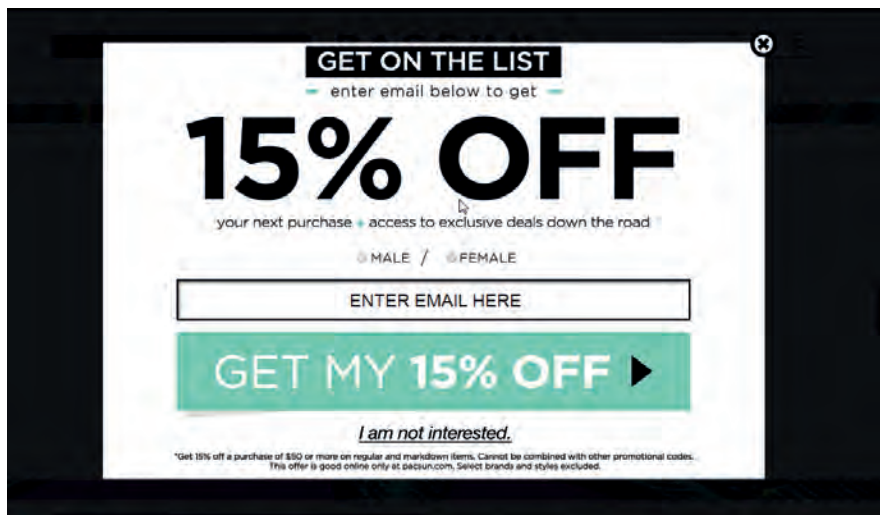 GET ON THE LIST
enter email below to get
15% OFF
your next purchase + access to exclusive deals down the road
MALE / FEMALE
ENTER EMAIL HERE
GET MY 15% OFF
I am not interested.
*Get 15% off a purchase of $50 or more on regular and markdown items. Cannot be combined with other promotional codes.
This offer is good online only at pacsun.com. Select brands and styles excluded.